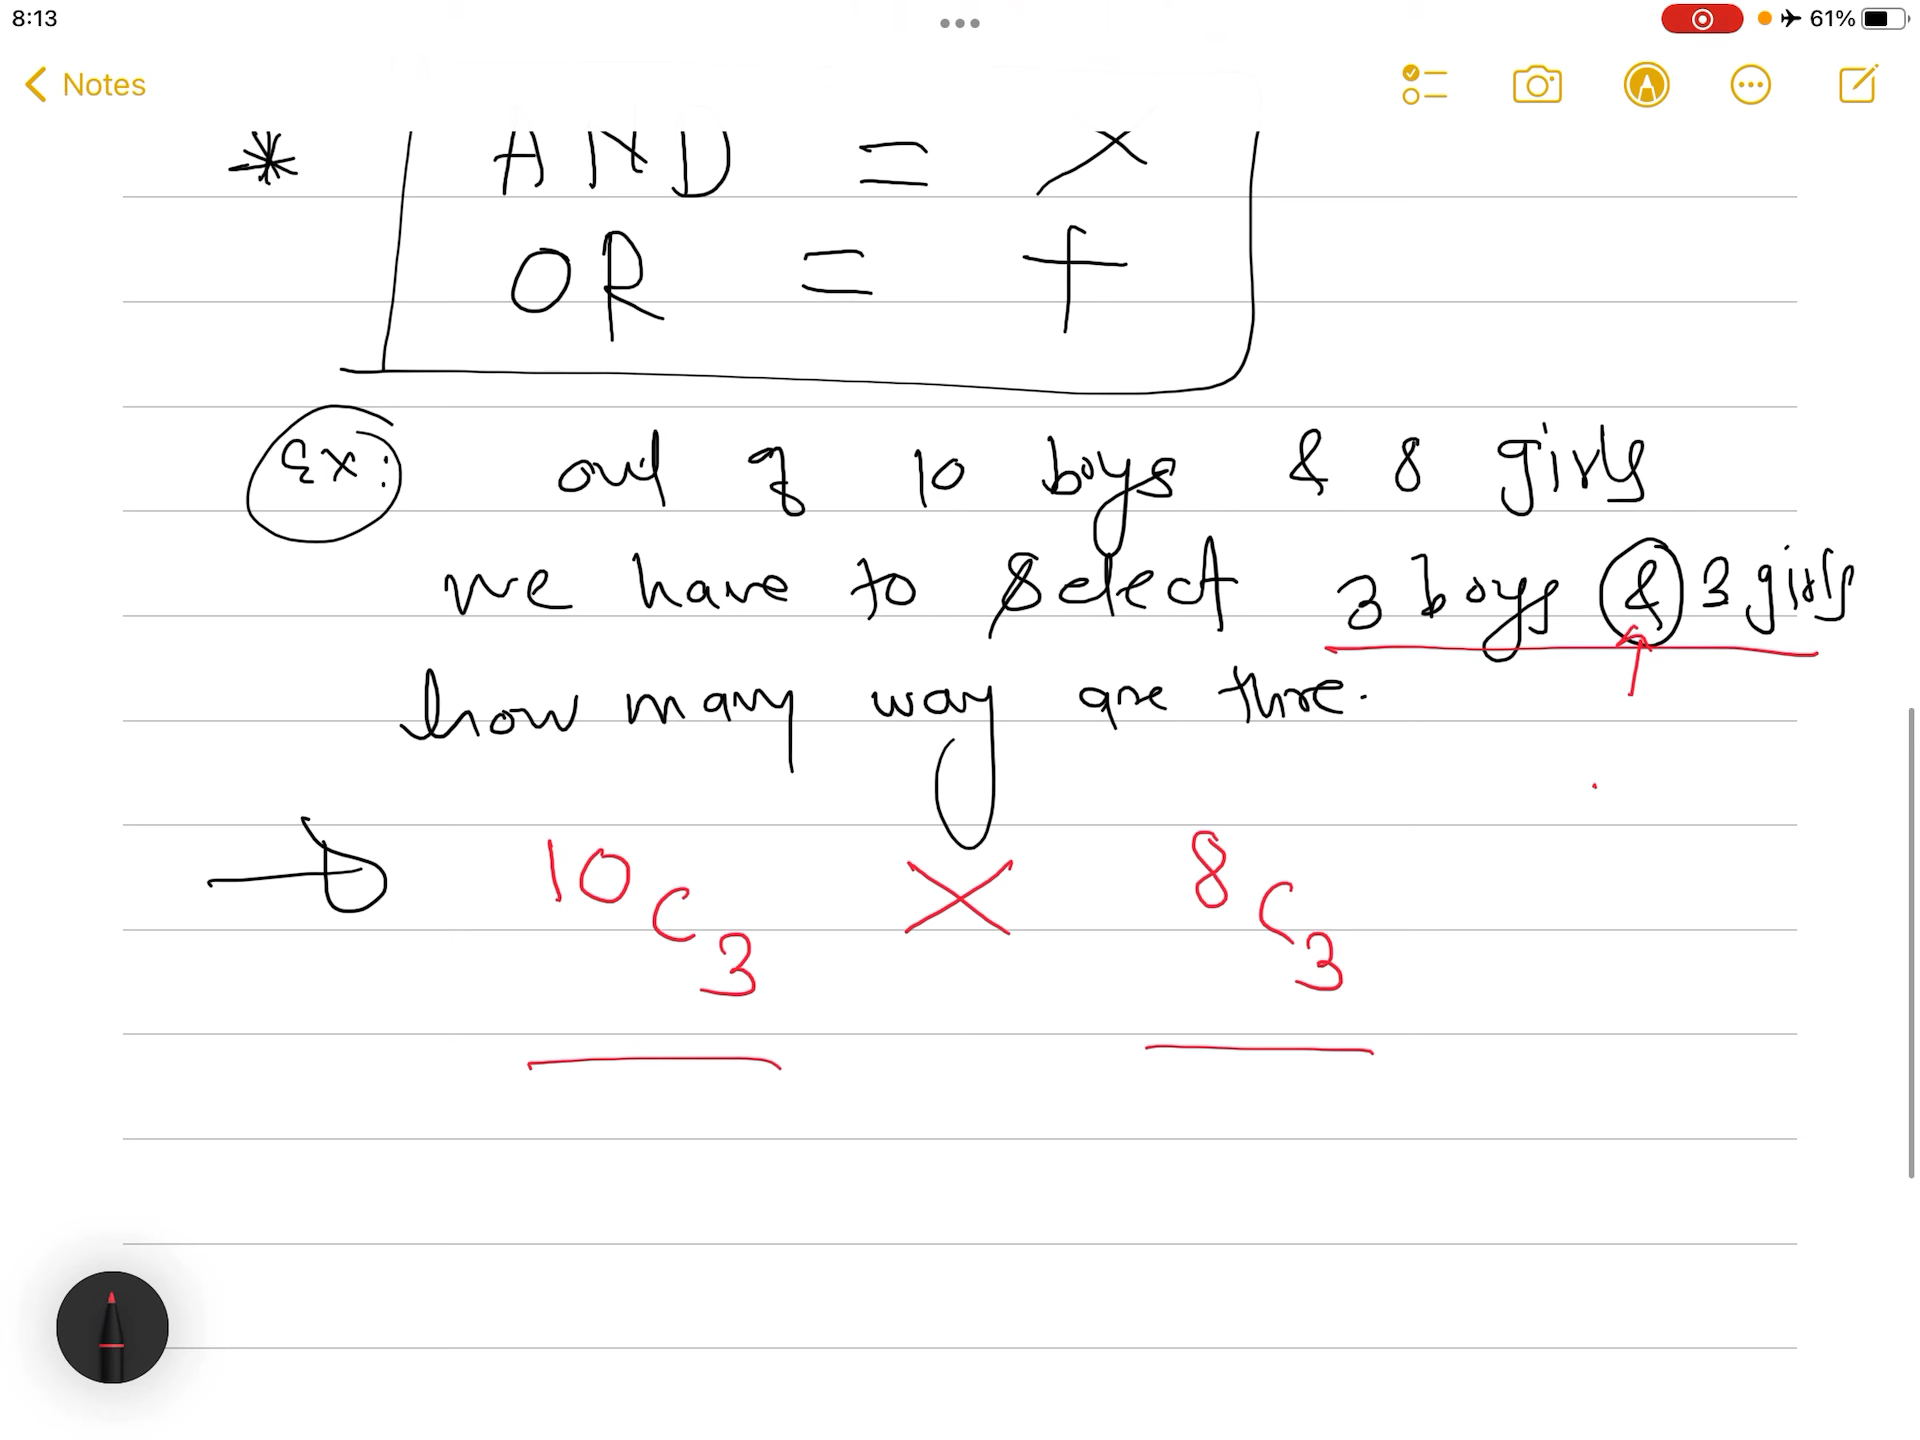 8:13
61%
Notes
* AND = ×
OR = +
Ex: out of 10 boys & 8 girls
we have to select 3 boys & 3 girls
how many way are thre.
10C3 × 8C3